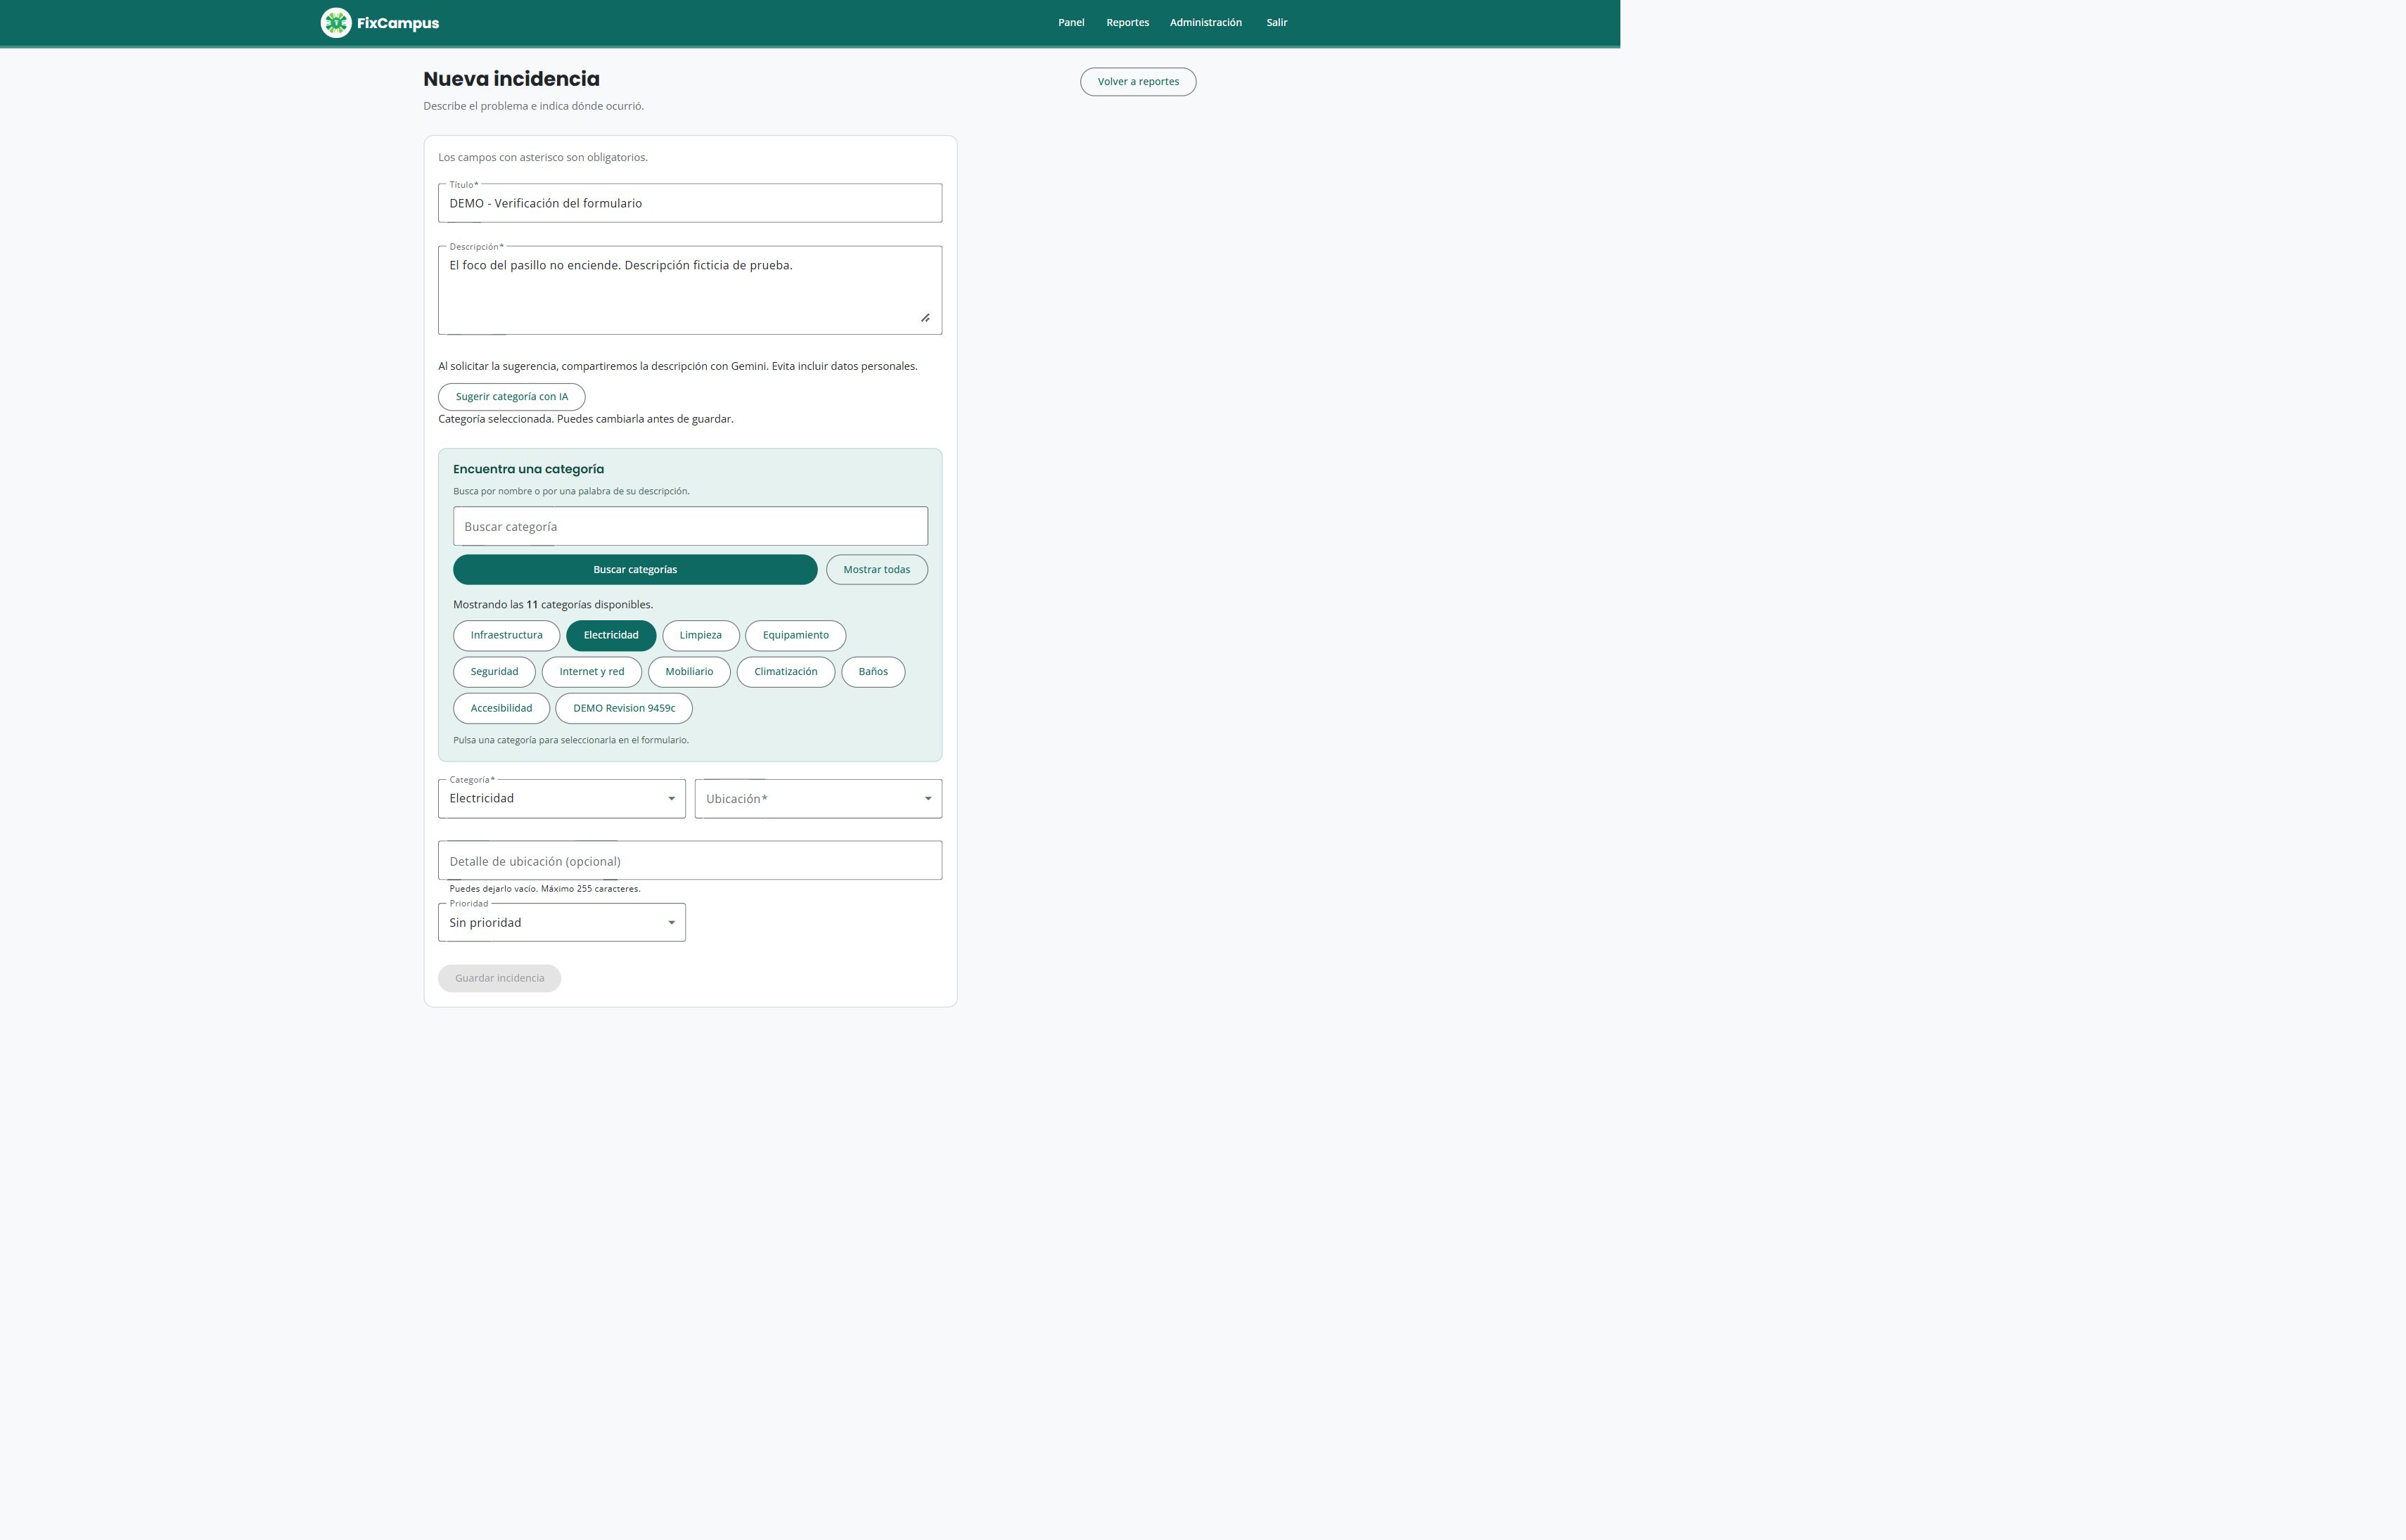 FixCampus
Panel Reportes Administración Salir
Nueva incidencia
Volver a reportes
Describe el problema e indica dónde ocurrió.
Los campos con asterisco son obligatorios.
Título*
DEMO - Verificación del formulario
Descripción*
El foco del pasillo no enciende. Descripción ficticia de prueba.
Al solicitar la sugerencia, compartiremos la descripción con Gemini. Evita incluir datos personales.
Sugerir categoría con IA
Categoría seleccionada. Puedes cambiarla antes de guardar.
Encuentra una categoría
Busca por nombre o por una palabra de su descripción.
Buscar categoría
Buscar categorías Mostrar todas
Mostrando las 11 categorías disponibles.
Infraestructura Electricidad Limpieza Equipamiento
Seguridad Internet y red Mobiliario Climatización Baños
Accesibilidad DEMO Revision 9459c
Pulsa una categoría para seleccionarla en el formulario.
Categoría*
Electricidad Ubicación*
Detalle de ubicación (opcional)
Puedes dejarlo vacío. Máximo 255 caracteres.
Prioridad
Sin prioridad
Guardar incidencia